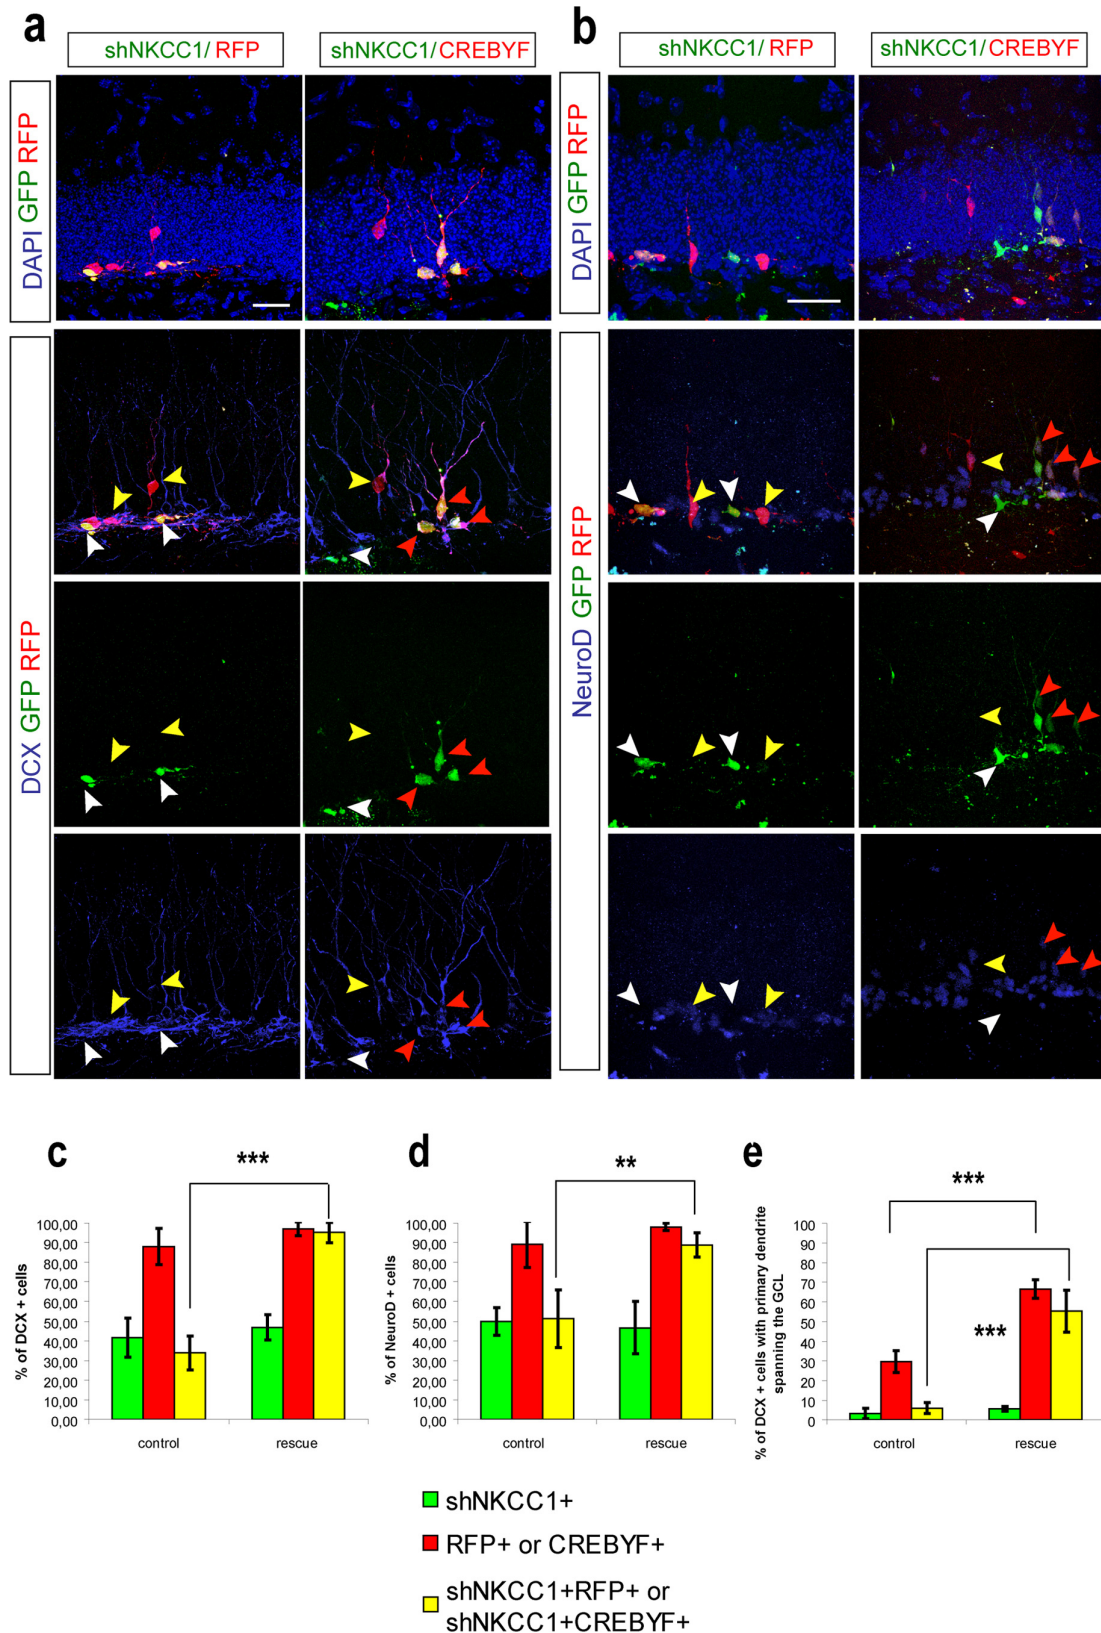 a
b
shNKCC1/ RFP
shNKCC1/ CREBYF
shNKCC1/ RFP
shNKCC1/ CREBYF
DAPI GFP RFP
DAPI GFP RFP
DCX GFP RFP
NeuroD GFP RFP
c
d
e
***
**
***
***
% of DCX + cells
100,00
90,00
80,00
70,00
60,00
50,00
40,00
30,00
20,00
10,00
0,00
control
rescue
% of NeuroD + cells
100,00
90,00
80,00
70,00
60,00
50,00
40,00
30,00
20,00
10,00
0,00
control
rescue
% of DCX + cells with primary dendrite
spanning the GCL
100
90
80
70
60
50
40
30
20
10
0
control
rescue
shNKCC1+
RFP+ or CREBYF+
shNKCC1+RFP+ or
shNKCC1+CREBYF+